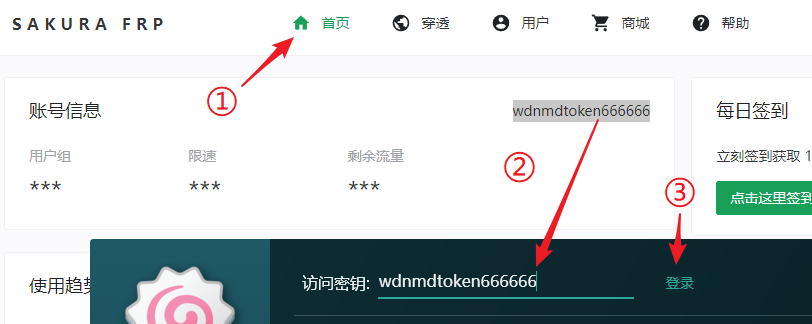 SAKURA FRP 首页 穿透 用户 商城 帮助
①
账号信息 wdnmdtoken666666 每日签到
②
用户组 限速 剩余流量 立刻签到获取 1
*** *** *** ③ 点击这里签到
使用趋势 访问密钥: wdnmdtoken666666 登录